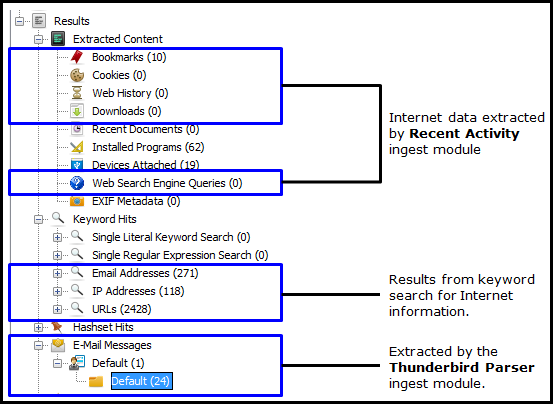 Results
Extracted Content
Bookmarks (10)
Cookies (0)
Web History (0)
Downloads (0)
Recent Documents (0)
Installed Programs (62)
Devices Attached (19)
Web Search Engine Queries (0)
EXIF Metadata (0)
Keyword Hits
Single Literal Keyword Search (0)
Single Regular Expression Search (0)
Email Addresses (271)
IP Addresses (118)
URLs (2428)
Hashset Hits
E-Mail Messages
Default (1)
Default (24)
Internet data extracted
by Recent Activity
ingest module
Results from keyword
search for Internet
information.
Extracted by the
Thunderbird Parser
ingest module.